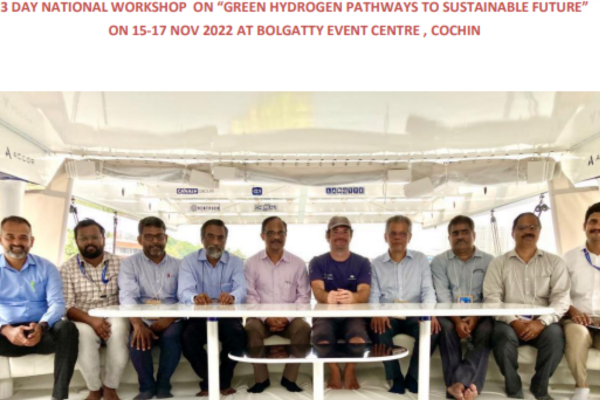 3 DAY NATIONAL WORKSHOP ON “GREEN HYDROGEN PATHWAYS TO SUSTAINABLE FUTURE”
ON 15-17 NOV 2022 AT BOLGATTY EVENT CENTRE , COCHIN
ACCOR